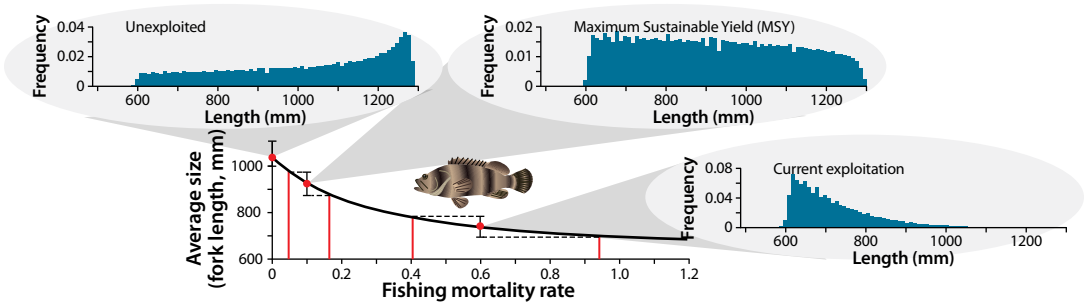 Unexploited
Frequency
0.04
0.02
0
600
800
1000
1200
Length (mm)
Maximum Sustainable Yield (MSY)
Frequency
0.02
0.01
0
600
800
1000
1200
Length (mm)
Current exploitation
Frequency
0.08
0.04
0
600
800
1000
1200
Length (mm)
Average size
(fork length, mm)
1000
800
600
0
0.2
0.4
0.6
0.8
1.0
1.2
Fishing mortality rate